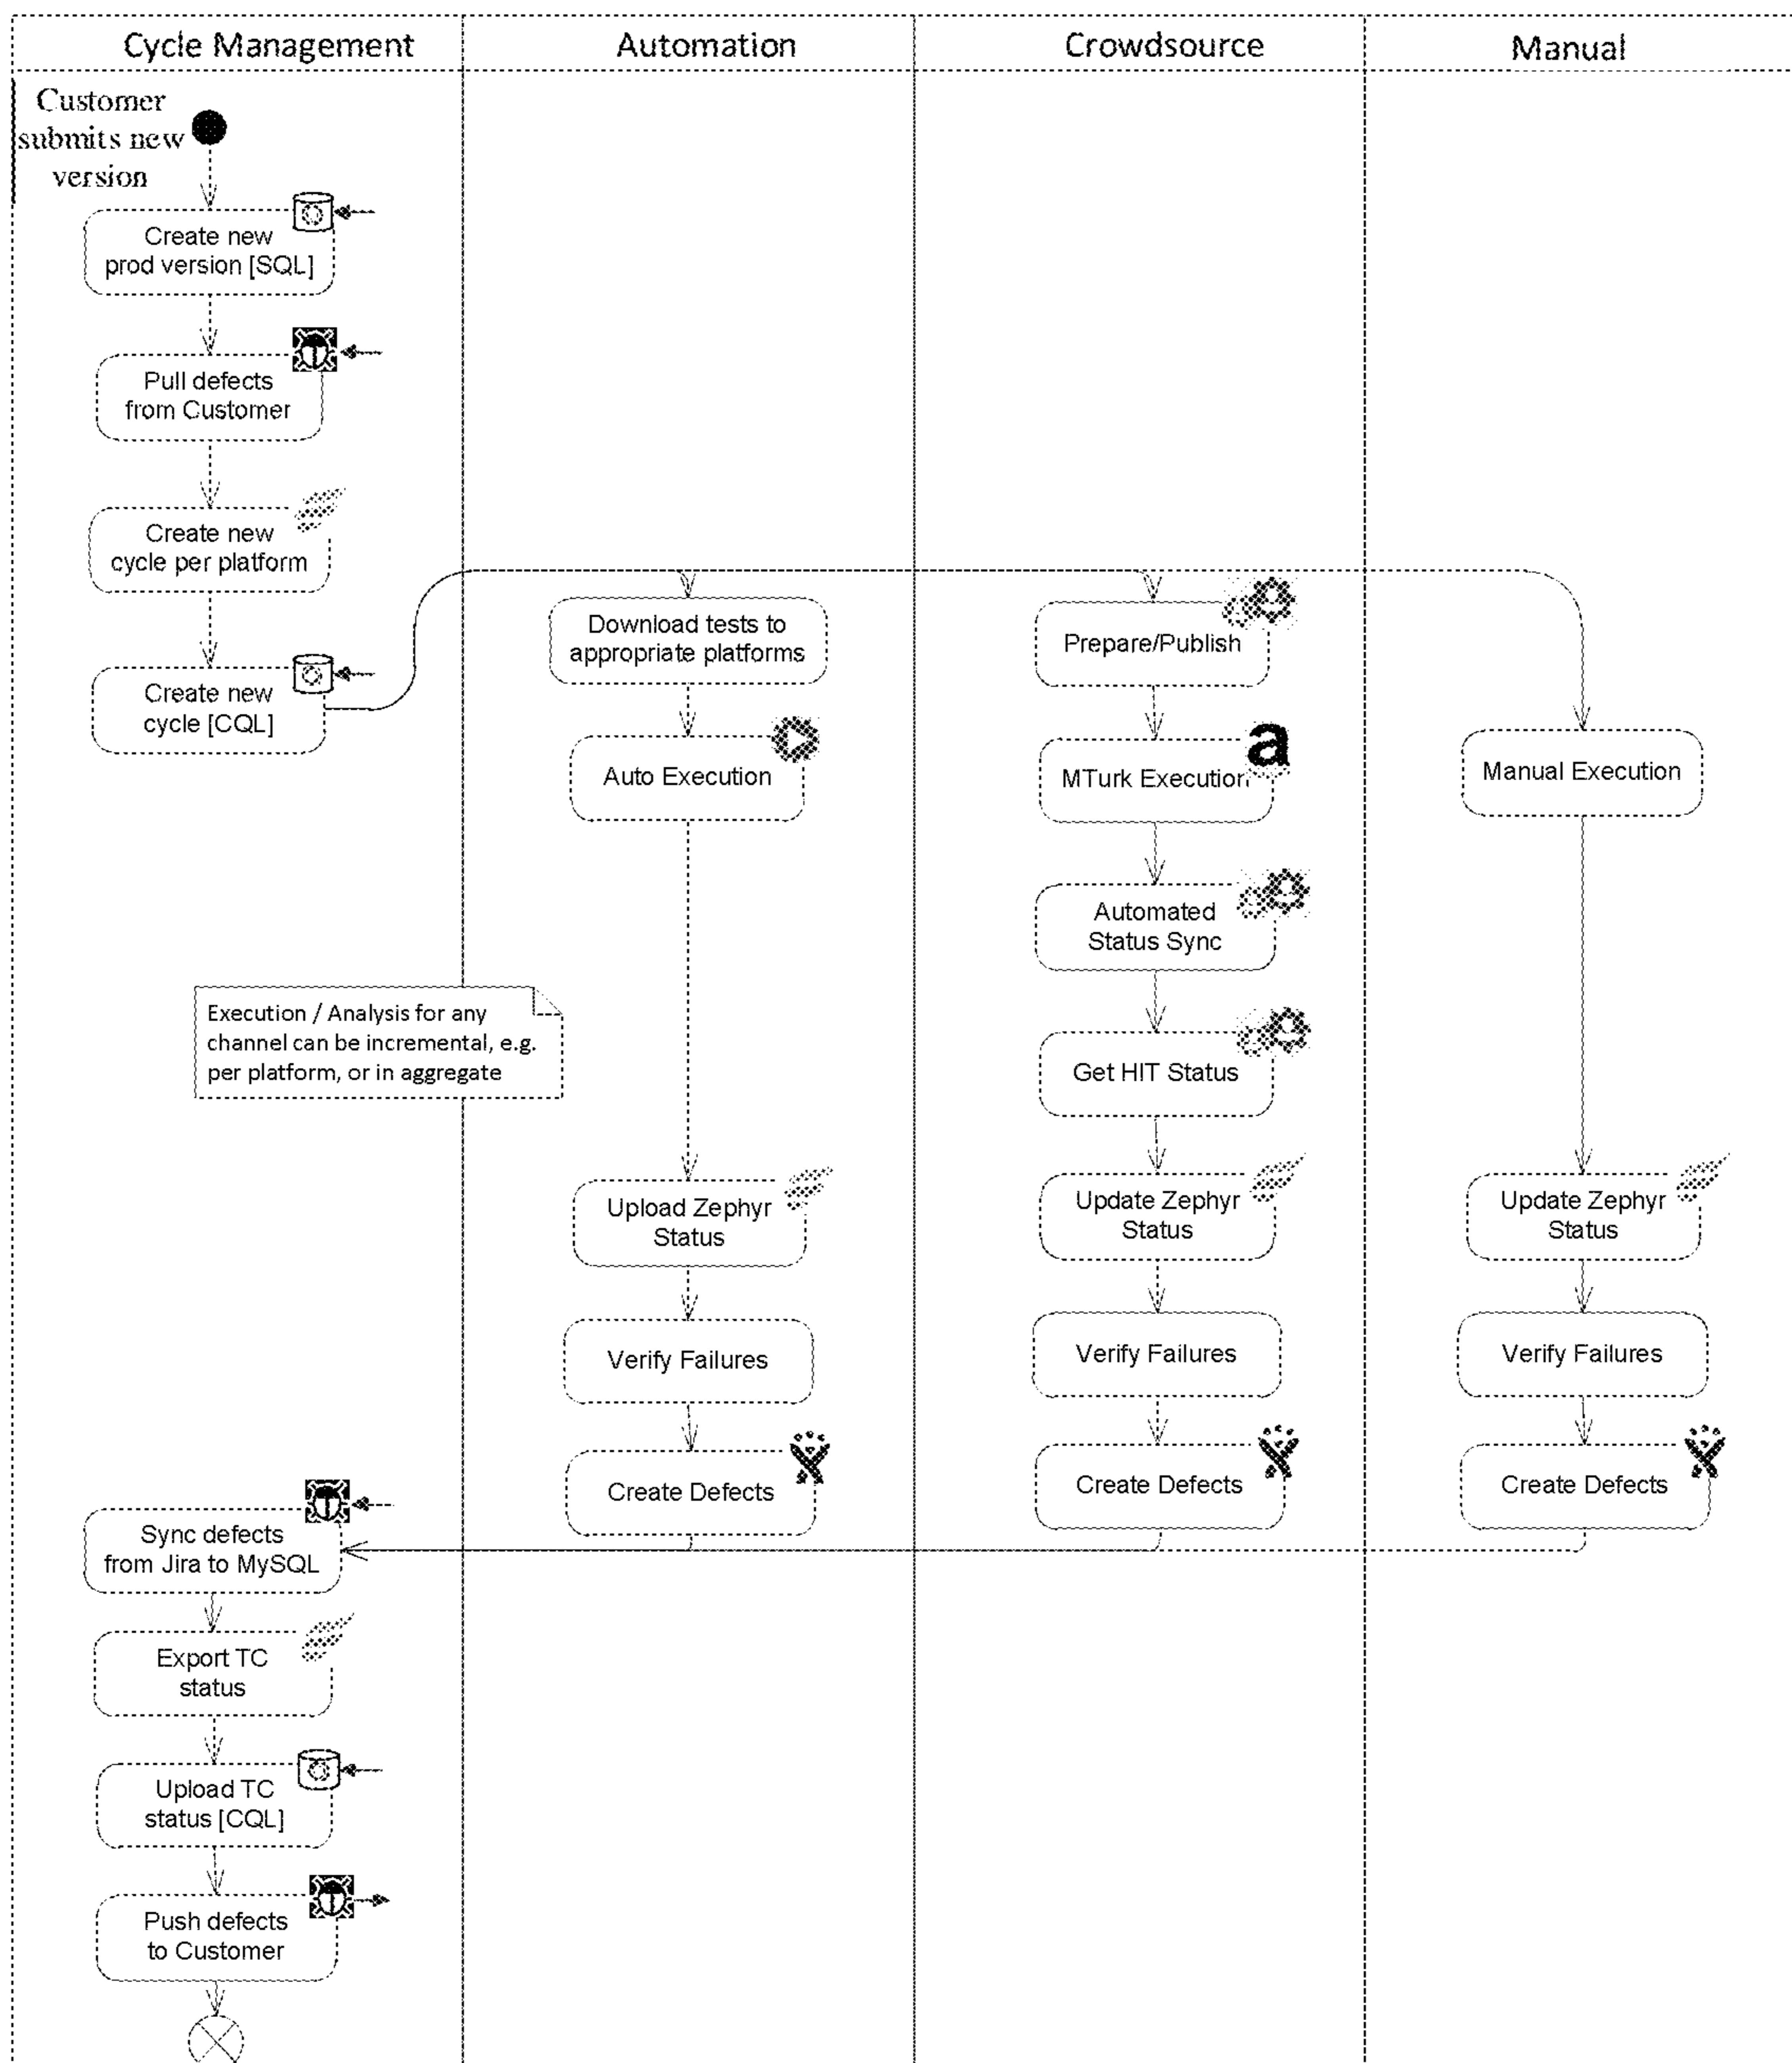 Cycle Management
Automation
Crowdsource
Manual
Customer
submits new
version
Create new
prod version [SQL]
Pull defects
from Customer
Create new
cycle per platform
Create new
cycle [CQL]
Download tests to
appropriate platforms
Auto Execution
Prepare/Publish
a
MTurk Execution
Automated
Status Sync
Get HIT Status
Manual Execution
Execution / Analysis for any
channel can be incremental, e.g.
per platform, or in aggregate
Upload Zephyr
Status
Verify Failures
Create Defects
Update Zephyr
Status
Verify Failures
Create Defects
Update Zephyr
Status
Verify Failures
Create Defects
Sync defects
from Jira to MySQL
Export TC
status
Upload TC
status [CQL]
Push defects
to Customer